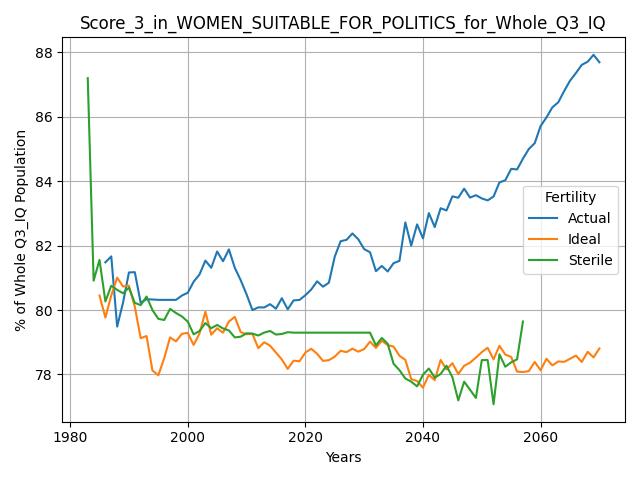 Score_3_in_WOMEN_SUITABLE_FOR_POLITICS_for_Whole_Q3_IQ
% of Whole Q3_IQ Population
88
86
84
82
80
78
Fertility
Actual
Ideal
Sterile
1980
2000
2020
2040
2060
Years